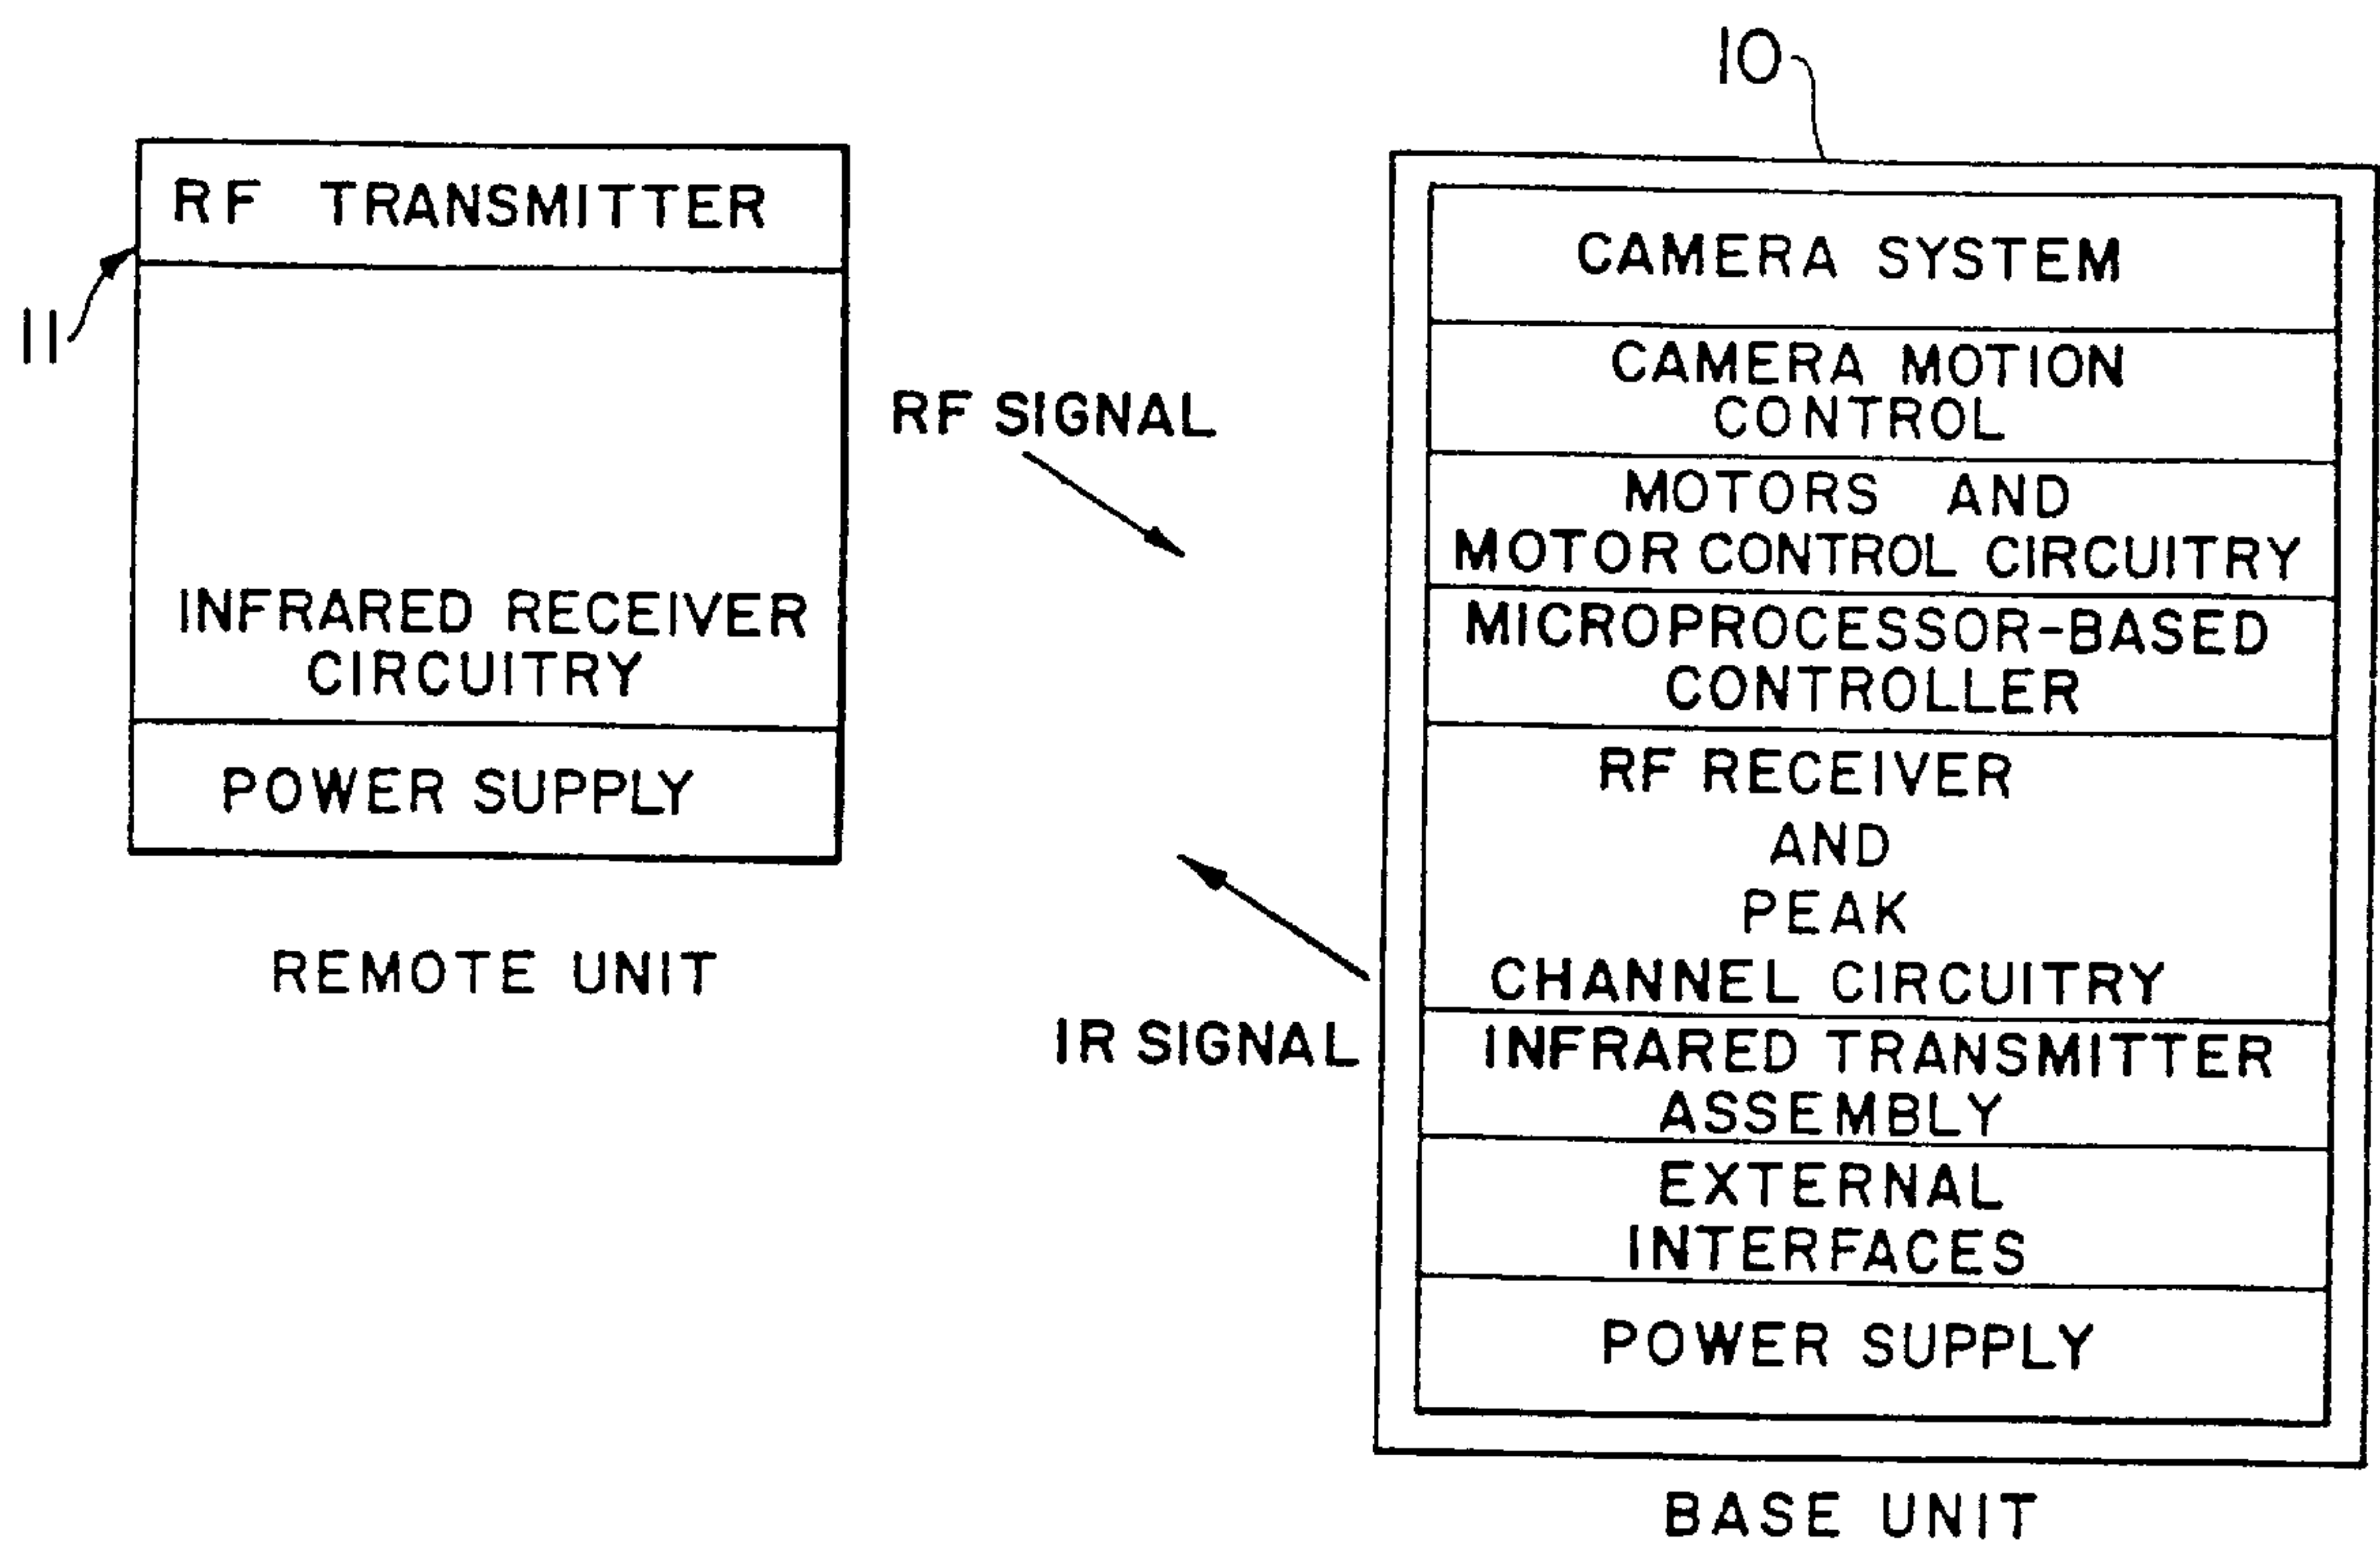 10
RF TRANSMITTER
11
INFRARED RECEIVER
CIRCUITRY
POWER SUPPLY
REMOTE UNIT
RF SIGNAL
IR SIGNAL
CAMERA SYSTEM
CAMERA MOTION
CONTROL
MOTORS AND
MOTOR CONTROL CIRCUITRY
MICROPROCESSOR-BASED
CONTROLLER
RF RECEIVER
AND
PEAK
CHANNEL CIRCUITRY
INFRARED TRANSMITTER
ASSEMBLY
EXTERNAL
INTERFACES
POWER SUPPLY
BASE UNIT